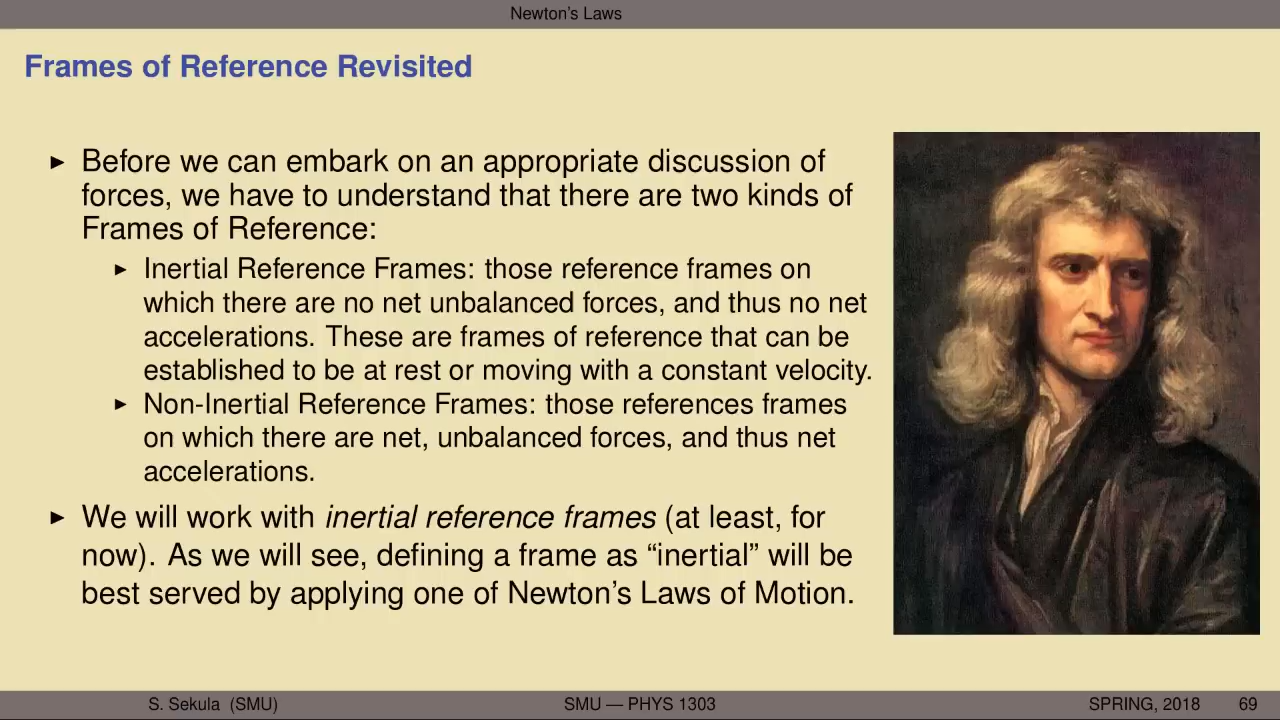 Newton's Laws
Frames of Reference Revisited
▶ Before we can embark on an appropriate discussion of
forces, we have to understand that there are two kinds of
Frames of Reference:
▶ Inertial Reference Frames: those reference frames on
which there are no net unbalanced forces, and thus no net
accelerations. These are frames of reference that can be
established to be at rest or moving with a constant velocity.
▶ Non-Inertial Reference Frames: those references frames
on which there are net, unbalanced forces, and thus net
accelerations.
▶ We will work with inertial reference frames (at least, for
now). As we will see, defining a frame as “inertial” will be
best served by applying one of Newton's Laws of Motion.
S. Sekula (SMU) SMU — PHYS 1303 SPRING, 2018 69